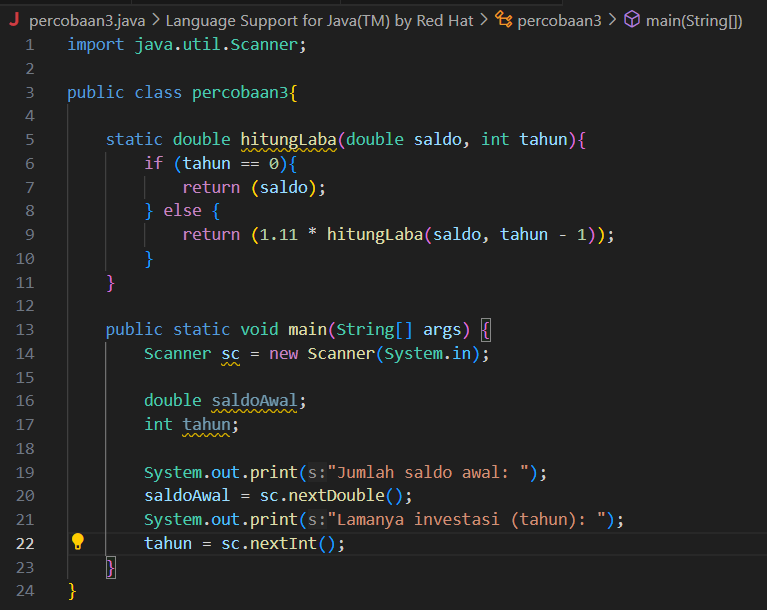 percobaan3.java > Language Support for Java(TM) by Red Hat > percobaan3 > main(String[])
1 import java.util.Scanner;
2
3 public class percobaan3{
4
5     static double hitungLaba(double saldo, int tahun){
6         if (tahun == 0){
7             return (saldo);
8         } else {
9             return (1.11 * hitungLaba(saldo, tahun - 1));
10         }
11     }
12
13     public static void main(String[] args) {
14         Scanner sc = new Scanner(System.in);
15
16         double saldoAwal;
17         int tahun;
18
19         System.out.print(s:"Jumlah saldo awal: ");
20         saldoAwal = sc.nextDouble();
21         System.out.print(s:"Lamanya investasi (tahun): ");
22         tahun = sc.nextInt();
23     }
24 }